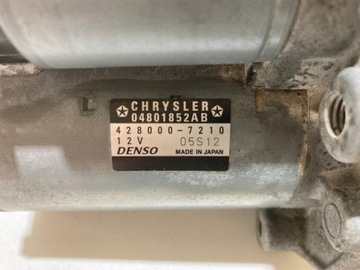 CHRYSLER
04801852AB
428000-7210
12V 05S12
DENSO MADE IN JAPAN